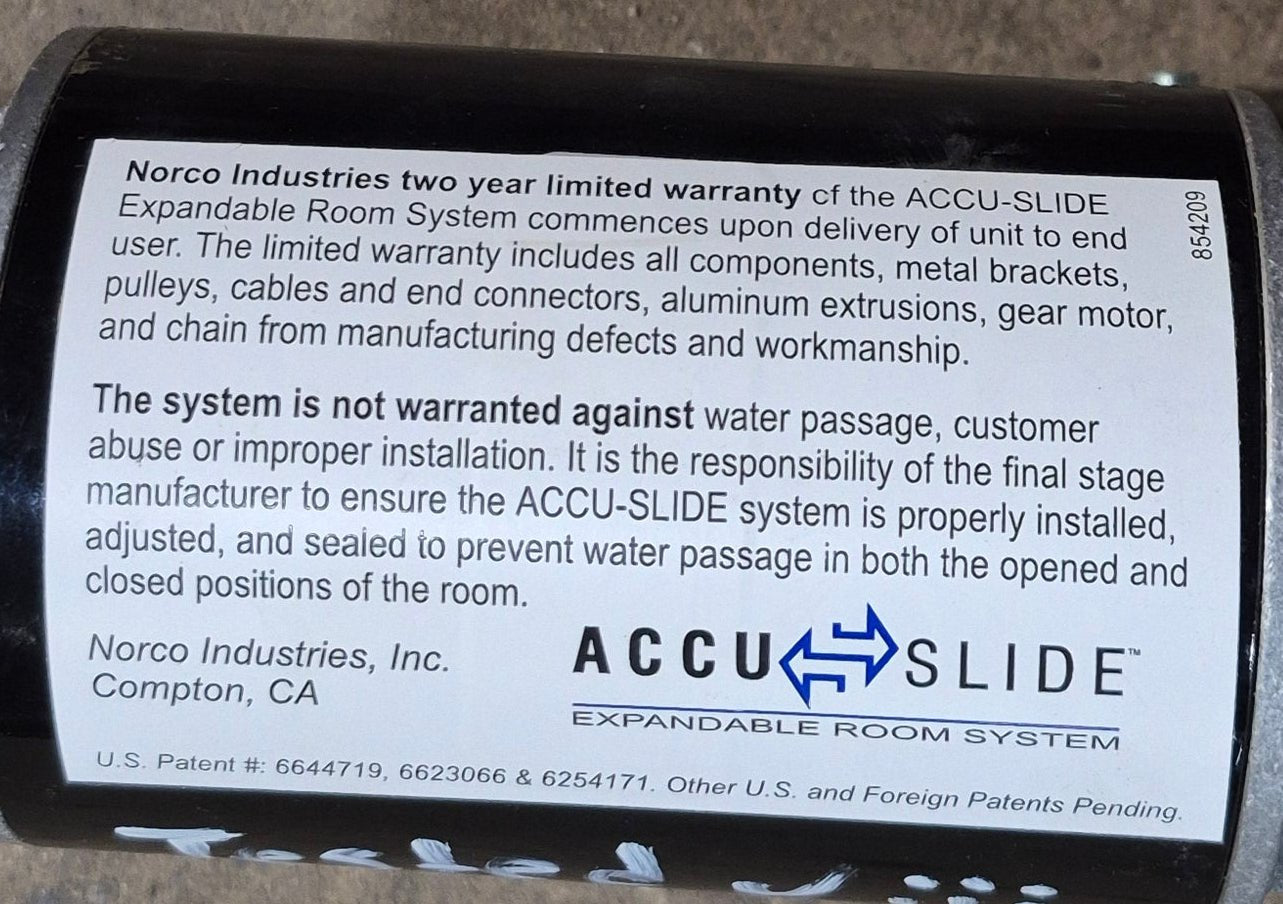 Norco Industries two year limited warranty cf the ACCU-SLIDE
Expandable Room System commences upon delivery of unit to end
user. The limited warranty includes all components, metal brackets,
pulleys, cables and end connectors, aluminum extrusions, gear motor,
and chain from manufacturing defects and workmanship.
854209
The system is not warranted against water passage, customer
abuse or improper installation. It is the responsibility of the final stage
manufacturer to ensure the ACCU-SLIDE system is properly installed,
adjusted, and sealed to prevent water passage in both the opened and
closed positions of the room.
Norco Industries, Inc.
Compton, CA
ACCU SLIDE™
EXPANDABLE ROOM SYSTEM
U.S. Patent #: 6644719, 6623066 & 6254171. Other U.S. and Foreign Patents Pending.
Tested